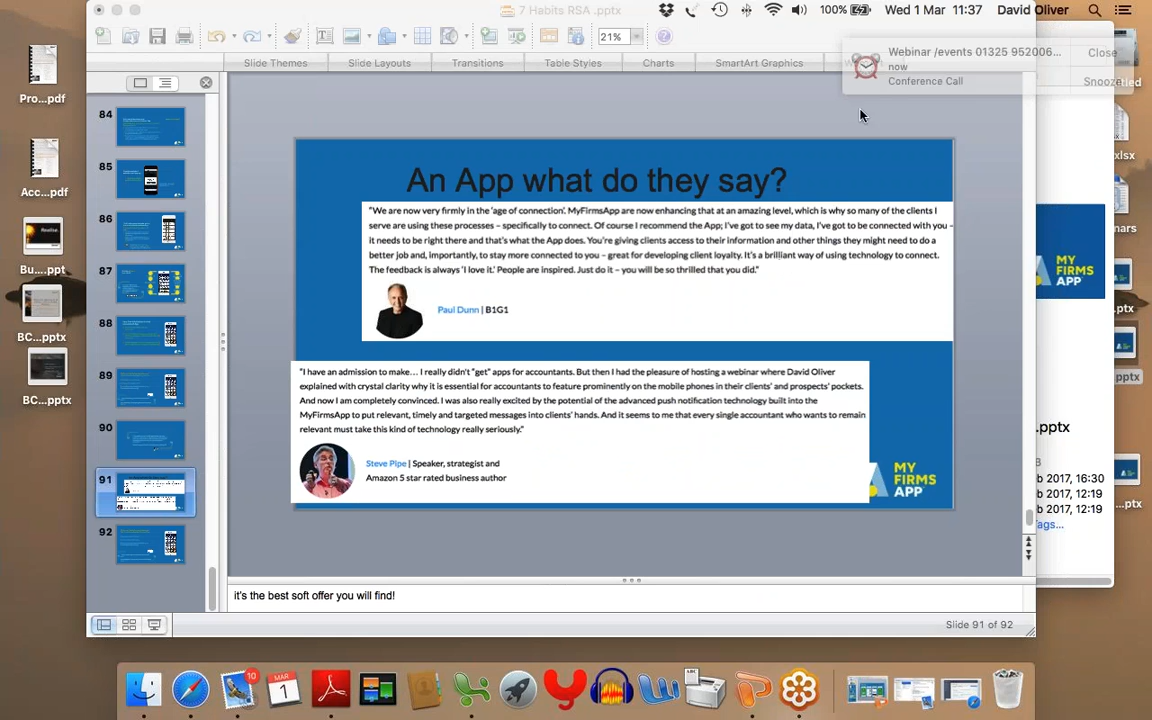 7 Habits RSA .pptx
100%
Wed 1 Mar 11:37
David Oliver
21%
Slide Themes
Slide Layouts
Transitions
Table Styles
Charts
SmartArt Graphics
Webinar /events 01325 952006...
now
Conference Call
Close
Snooze
Pro...pdf
Acc...pdf
Bu....ppt
BC...pptx
BC...pptx
84
85
86
87
88
89
90
91
92
An App what do they say?
"We are now very firmly in the 'age of connection'. MyFirmsApp are now enhancing that at an amazing level, which is why so many of the clients I
serve are using these processes – specifically to connect. Of course I recommend the App; I've got to see my data, I've got to be connected with you –
it needs to be right there and that's what the App does. You're giving clients access to their information and other things they might need to do a
better job and, importantly, to stay more connected to you – great for developing client loyalty. It's a brilliant way of using technology to connect.
The feedback is always 'I love it.' People are inspired. Just do it – you will be so thrilled that you did."
Paul Dunn | B1G1
"I have an admission to make... I really didn't "get" apps for accountants. But then I had the pleasure of hosting a webinar where David Oliver
explained with crystal clarity why it is essential for accountants to feature prominently on the mobile phones in their clients' and prospects' pockets.
And now I am completely convinced. I was also really excited by the potential of the advanced push notification technology built into the
MyFirmsApp to put relevant, timely and targeted messages into clients' hands. And it seems to me that every single accountant who wants to remain
relevant must take this kind of technology really seriously."
Steve Pipe | Speaker, strategist and
Amazon 5 star rated business author
MY
FIRMS
APP
it's the best soft offer you will find!
Slide 91 of 92
tled
xlsx
nars
.ptx
pptx
...ptx
MY
FIRMS
APP
.pptx
B
b 2017, 16:30
b 2017, 12:19
b 2017, 12:19
Tags...
10
MAR
1